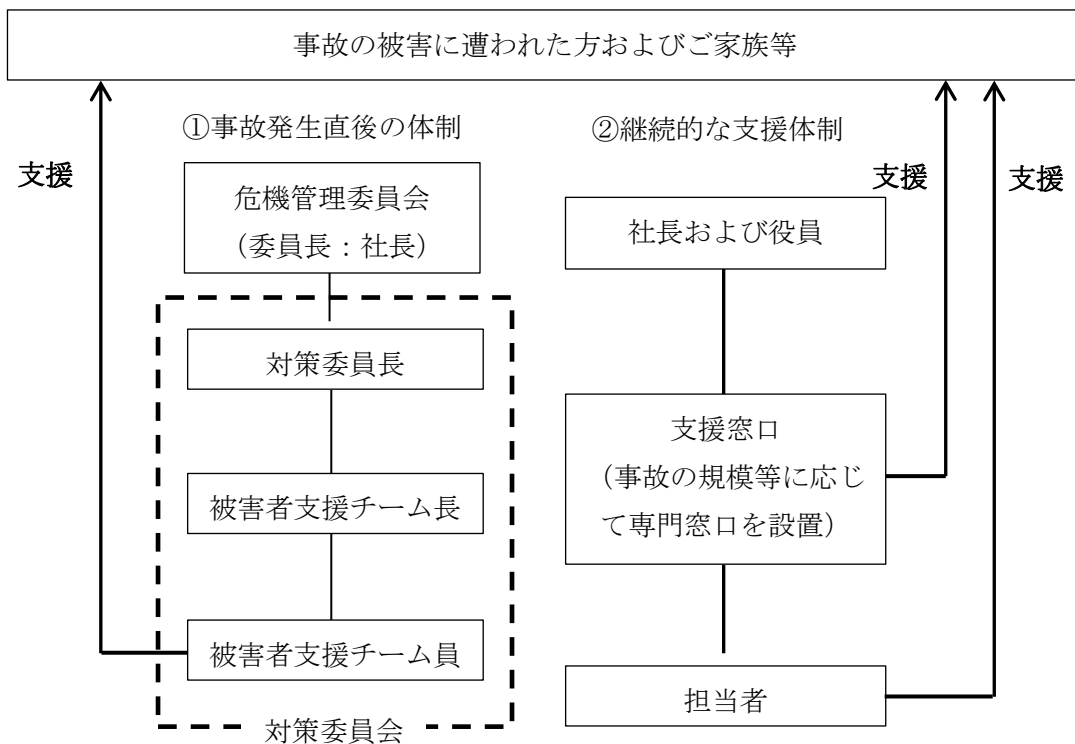 事故の被害に遭われた方およびご家族等
①事故発生直後の体制
支援
危機管理委員会
（委員長：社長）
対策委員長
被害者支援チーム長
被害者支援チーム員
対策委員会
②継続的な支援体制
支援
支援
社長および役員
支援窓口
（事故の規模等に応じ
て専門窓口を設置）
担当者